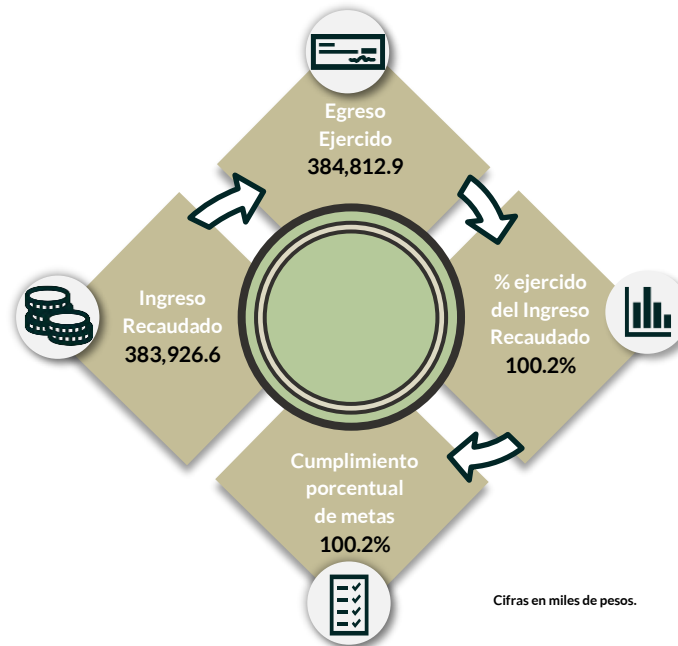 Egreso
Ejercido
384,812.9
Ingreso
Recaudado
383,926.6
% ejercido
del Ingreso
Recaudado
100.2%
Cumplimiento
porcentual
de metas
100.2%
Cifras en miles de pesos.